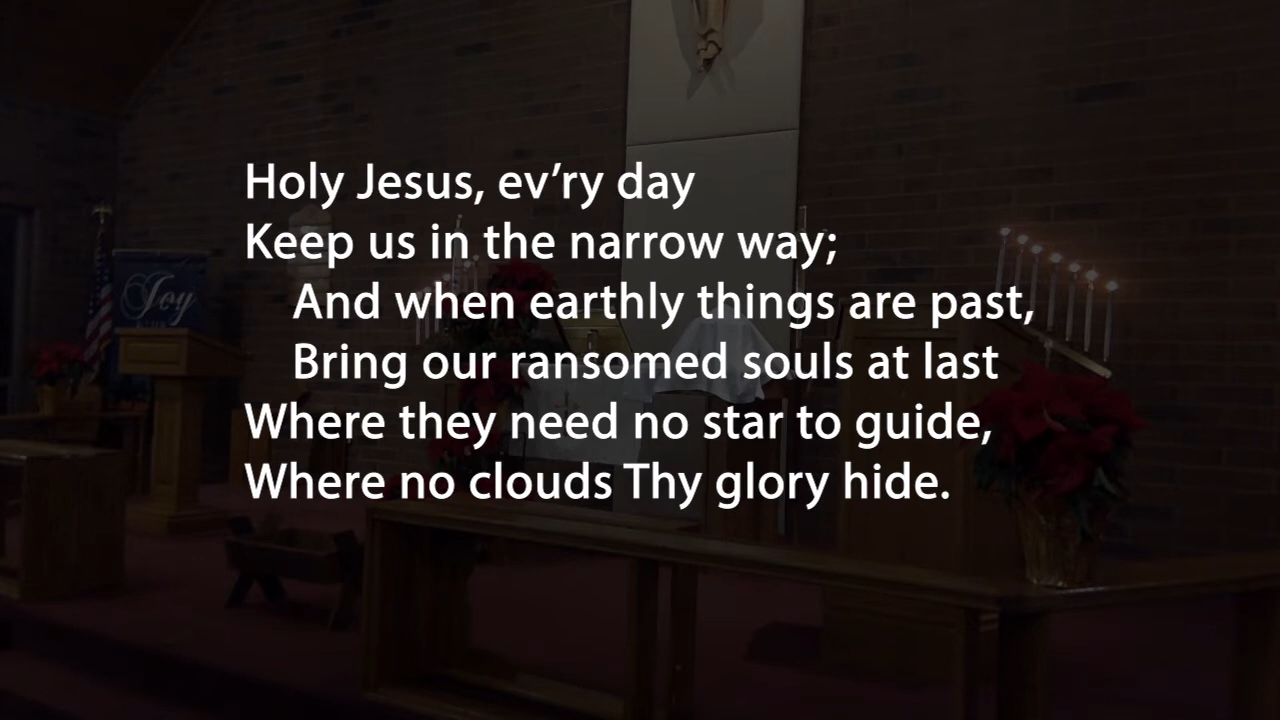 Holy Jesus, ev’ry day
Keep us in the narrow way;
And when earthly things are past,
Bring our ransomed souls at last
Where they need no star to guide,
Where no clouds Thy glory hide.
Joy